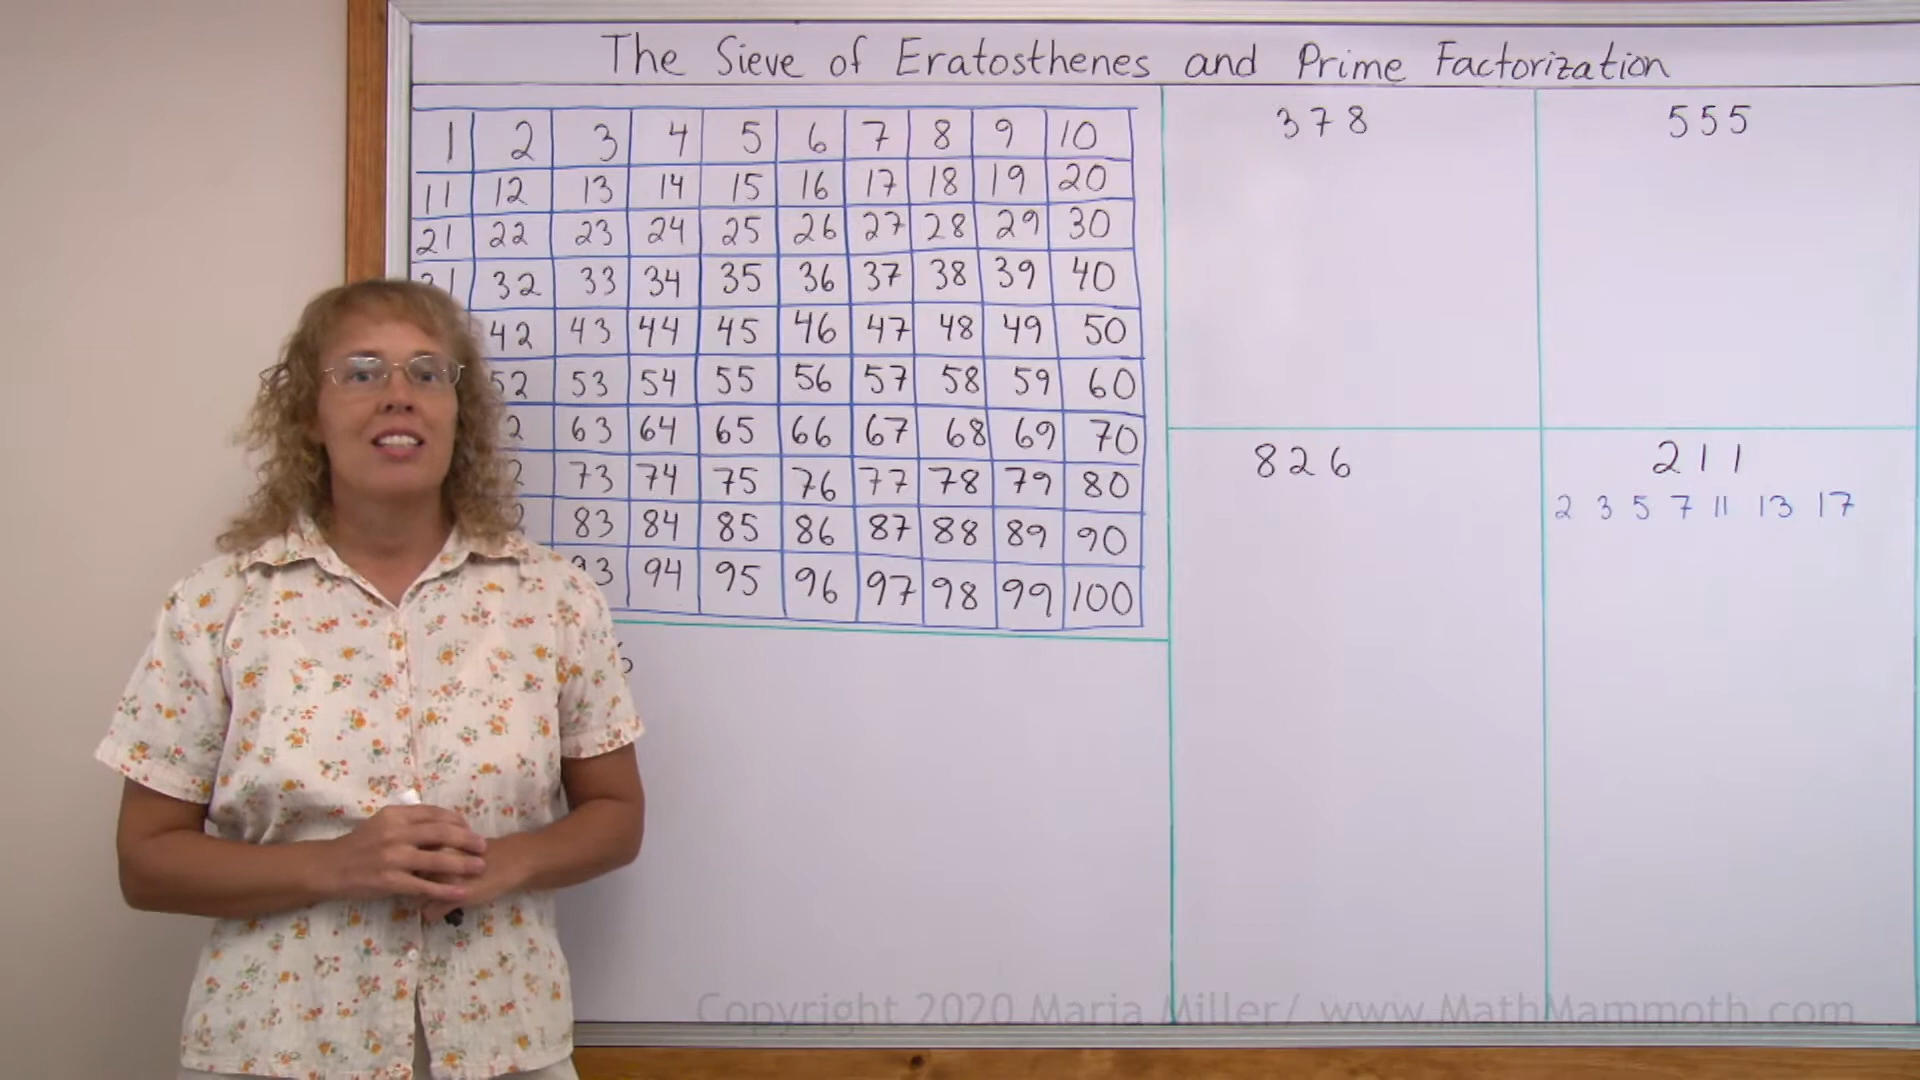 The Sieve of Eratosthenes and Prime Factorization
1 2 3 4 5 6 7 8 9 10
11 12 13 14 15 16 17 18 19 20
21 22 23 24 25 26 27 28 29 30
32 33 34 35 36 37 38 39 40
42 43 44 45 46 47 48 49 50
52 53 54 55 56 57 58 59 60
63 64 65 66 67 68 69 70
73 74 75 76 77 78 79 80
83 84 85 86 87 88 89 90
93 94 95 96 97 98 99 100
378
555
826
211
2 3 5 7 11 13 17
Copyright 2020 Maria Miller/ www.MathMammoth.com